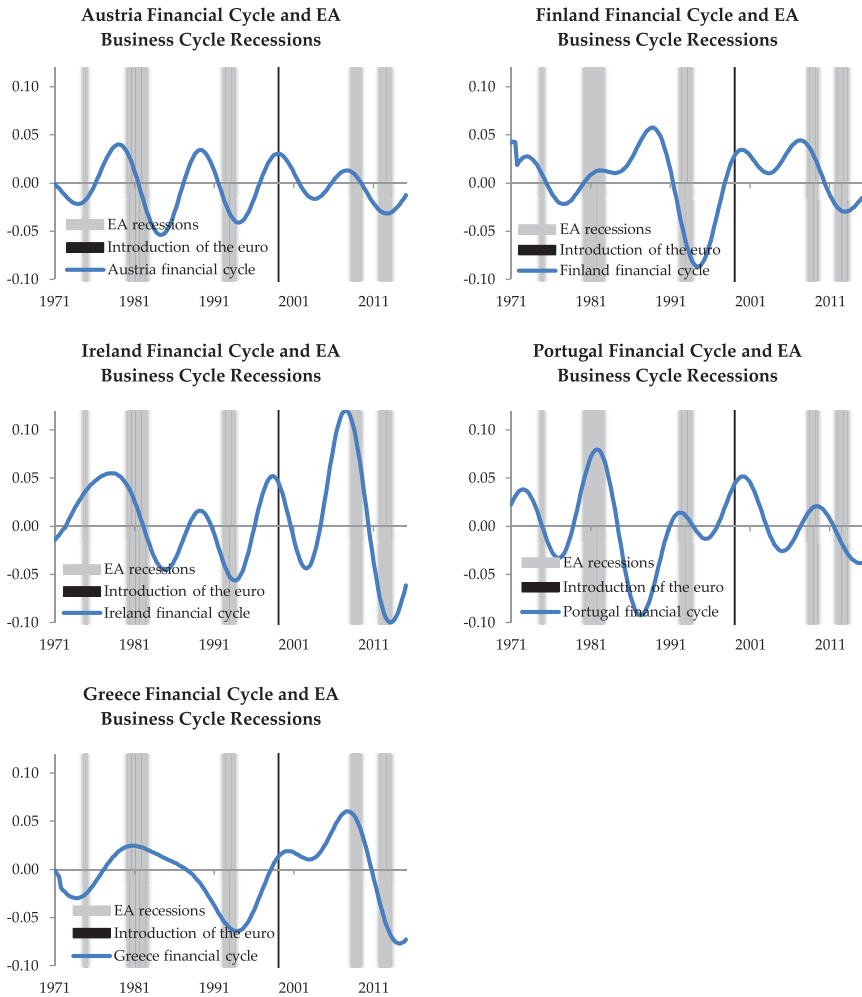 Austria Financial Cycle and EA
Business Cycle Recessions
0.10
0.05
0.00
-0.05
-0.10
EA recessions
Introduction of the euro
Austria financial cycle
1971 1981 1991 2001 2011
Finland Financial Cycle and EA
Business Cycle Recessions
0.10
0.05
0.00
-0.05
-0.10
EA recessions
Introduction of the euro
Finland financial cycle
1971 1981 1991 2001 2011
Ireland Financial Cycle and EA
Business Cycle Recessions
0.10
0.05
0.00
-0.05
-0.10
EA recessions
Introduction of the euro
Ireland financial cycle
1971 1981 1991 2001 2011
Portugal Financial Cycle and EA
Business Cycle Recessions
0.10
0.05
0.00
-0.05
-0.10
EA recessions
Introduction of the euro
Portugal financial cycle
1971 1981 1991 2001 2011
Greece Financial Cycle and EA
Business Cycle Recessions
0.10
0.05
0.00
-0.05
-0.10
EA recessions
Introduction of the euro
Greece financial cycle
1971 1981 1991 2001 2011